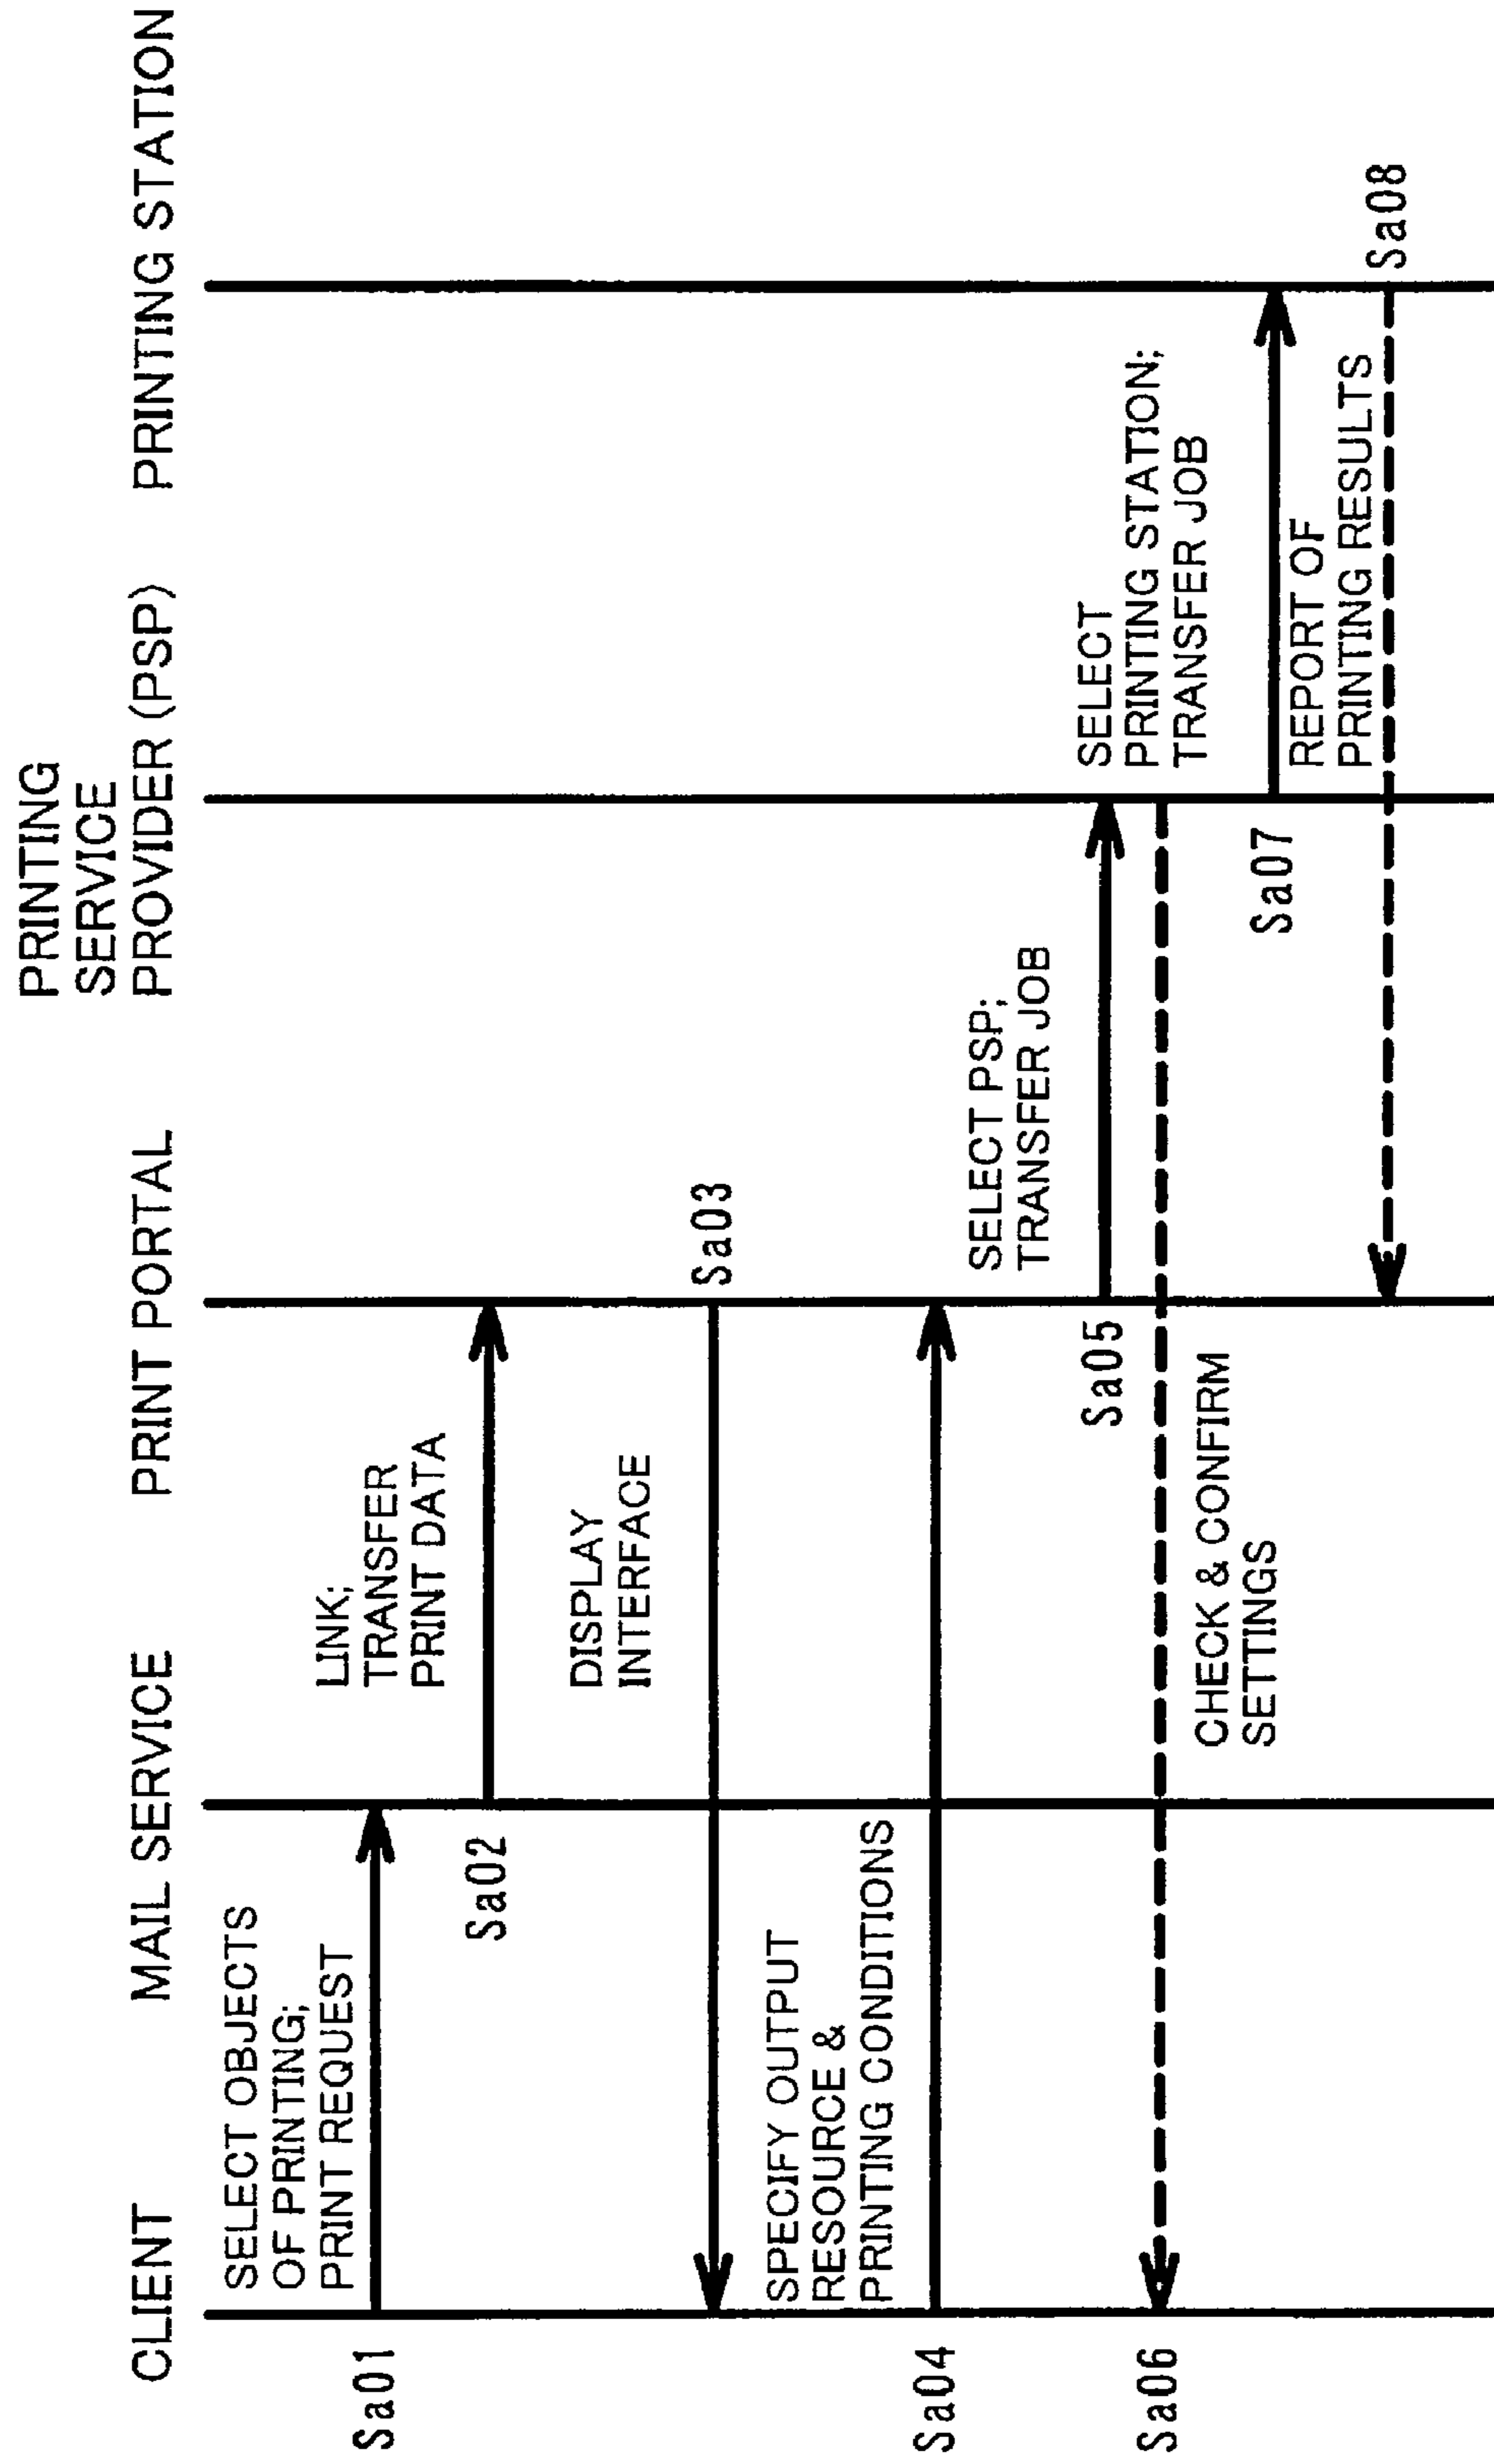 CLIENT
MAIL SERVICE
PRINT PORTAL
PRINTING
SERVICE
PROVIDER (PSP)
PRINTING STATION
SELECT OBJECTS
OF PRINTING;
PRINT REQUEST
Sa01
LINK;
TRANSFER
PRINT DATA
Sa02
DISPLAY
INTERFACE
Sa03
SPECIFY OUTPUT
RESOURCE &
PRINTING CONDITIONS
Sa04
SELECT PSP;
TRANSFER JOB
Sa05
Sa06
CHECK & CONFIRM
SETTINGS
SELECT
PRINTING STATION;
TRANSFER JOB
Sa07
REPORT OF
PRINTING RESULTS
Sa08